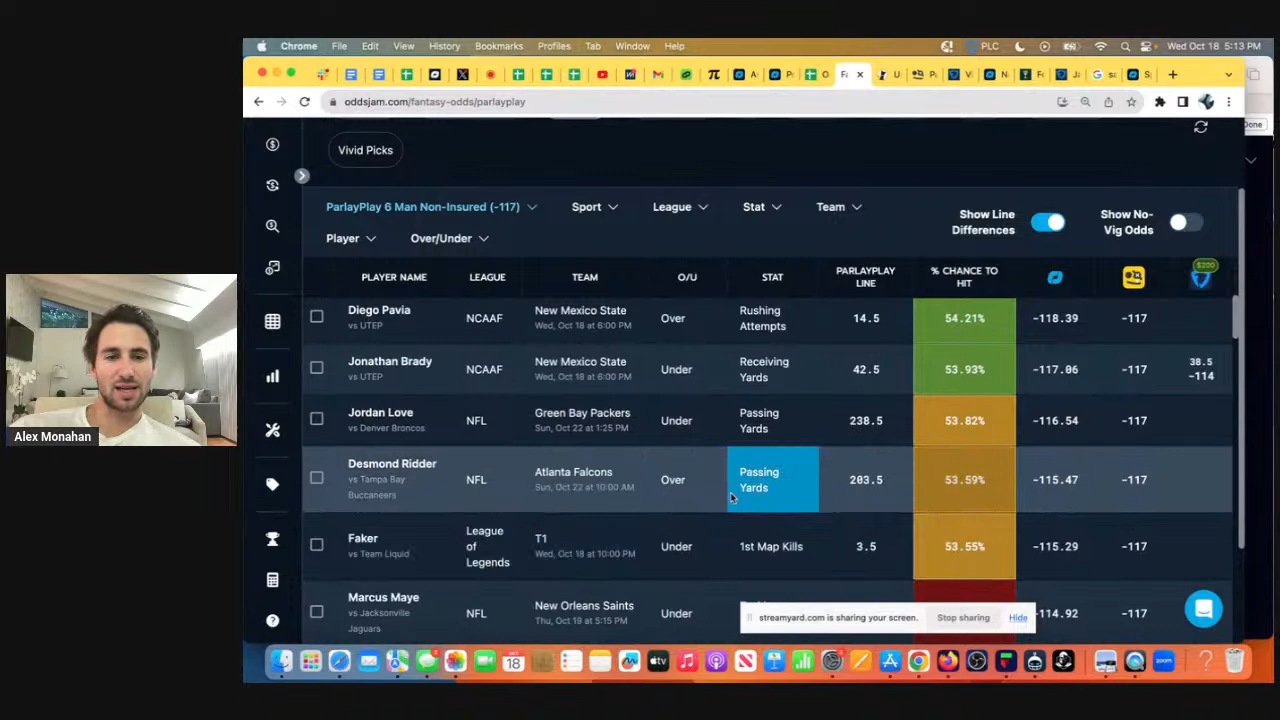 Chrome File Edit View History Bookmarks Profiles Tab Window Help
PLC
Wed Oct 18 5:13 PM
oddsjam.com/fantasy-odds/parlayplay
Done
Vivid Picks
ParlayPlay 6 Man Non-Insured (-117)
Sport League Stat Team
Show Line Differences
Show No-Vig Odds
Player Over/Under
PLAYER NAME LEAGUE TEAM O/U STAT PARLAYPLAY LINE % CHANCE TO HIT $200
Diego Pavia
vs UTEP
NCAAF
New Mexico State
Wed, Oct 18 at 6:00 PM
Over
Rushing Attempts
14.5 54.21% -118.39 -117
Jonathan Brady
vs UTEP
NCAAF
New Mexico State
Wed, Oct 18 at 6:00 PM
Under
Receiving Yards
42.5 53.93% -117.06 -117
38.5
-114
Jordan Love
vs Denver Broncos
NFL
Green Bay Packers
Sun, Oct 22 at 1:25 PM
Under
Passing Yards
238.5 53.82% -116.54 -117
Desmond Ridder
vs Tampa Bay
Buccaneers
NFL
Atlanta Falcons
Sun, Oct 22 at 10:00 AM
Over
Passing Yards
203.5 53.59% -115.47 -117
Faker
vs Team Liquid
League of Legends
T1
Wed, Oct 18 at 10:00 PM
Under
1st Map Kills
3.5 53.55% -115.29 -117
Marcus Maye
vs Jacksonville
Jaguars
NFL
New Orleans Saints
Thu, Oct 19 at 5:15 PM
Under
-114.92 -117
streamyard.com is sharing your screen. Stop sharing Hide
Alex Monahan